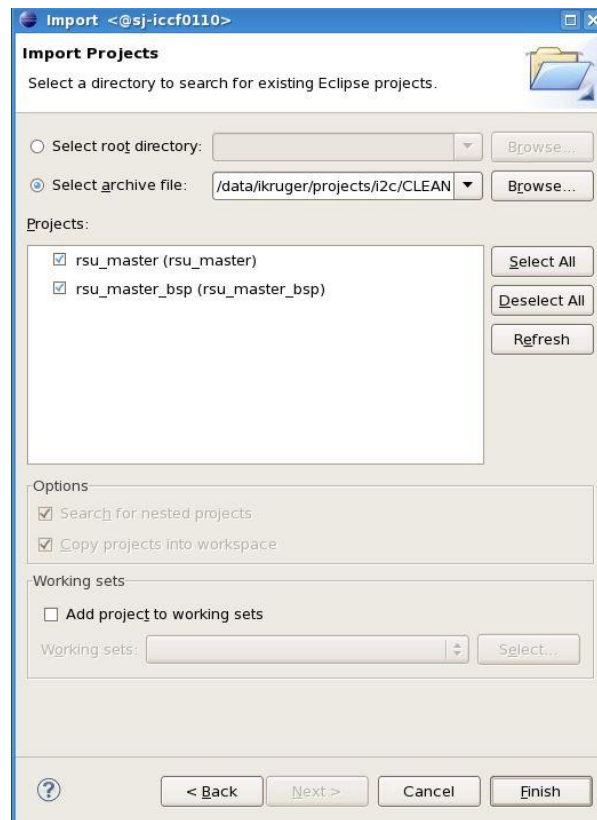 Import <@sj-iccf0110>
Import Projects
Select a directory to search for existing Eclipse projects.
Select root directory:
Browse...
Select archive file:
/data/ikruger/projects/i2c/CLEAN
Browse...
Projects:
rsu_master (rsu_master)
rsu_master_bsp (rsu_master_bsp)
Select All
Deselect All
Refresh
Options
Search for nested projects
Copy projects into workspace
Working sets
Add project to working sets
Working sets:
Select...
?
< Back
Next >
Cancel
Finish